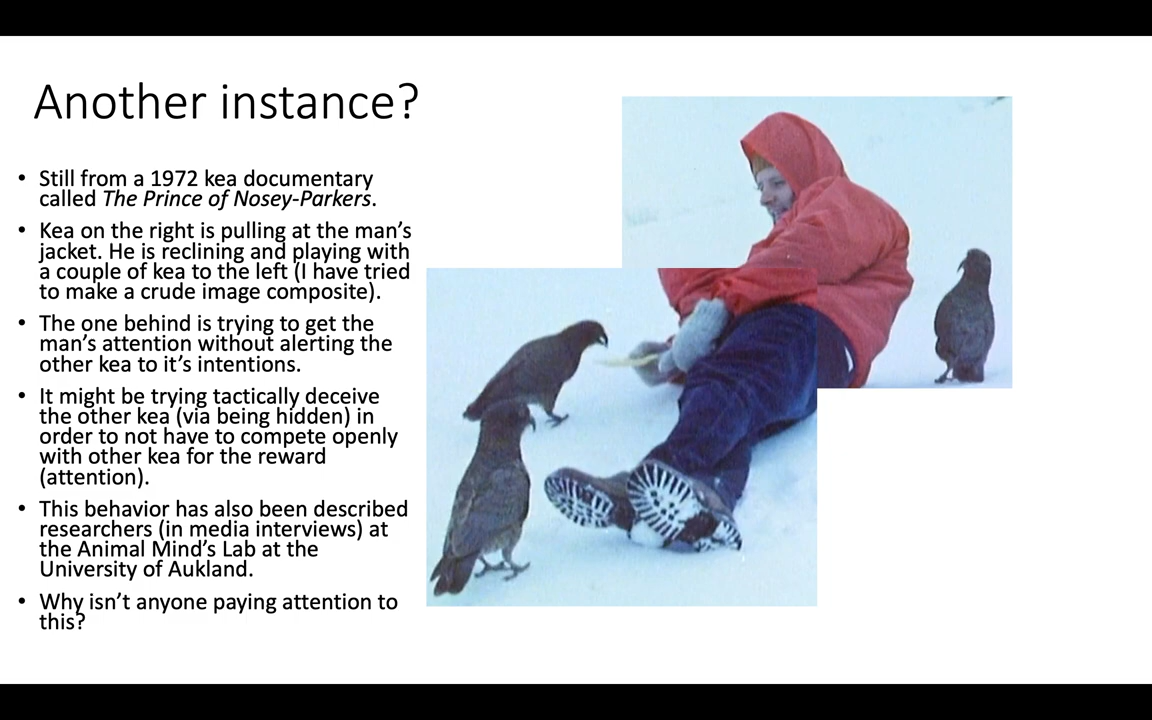 Another instance?
• Still from a 1972 kea documentary
called The Prince of Nosey-Parkers.
• Kea on the right is pulling at the man’s
jacket. He is reclining and playing with
a couple of kea to the left (I have tried
to make a crude image composite).
• The one behind is trying to get the
man’s attention without alerting the
other kea to it’s intentions.
• It might be trying tactically deceive
the other kea (via being hidden) in
order to not have to compete openly
with other kea for the reward
(attention).
• This behavior has also been described
researchers (in media interviews) at
the Animal Mind’s Lab at the
University of Aukland.
• Why isn’t anyone paying attention to
this?